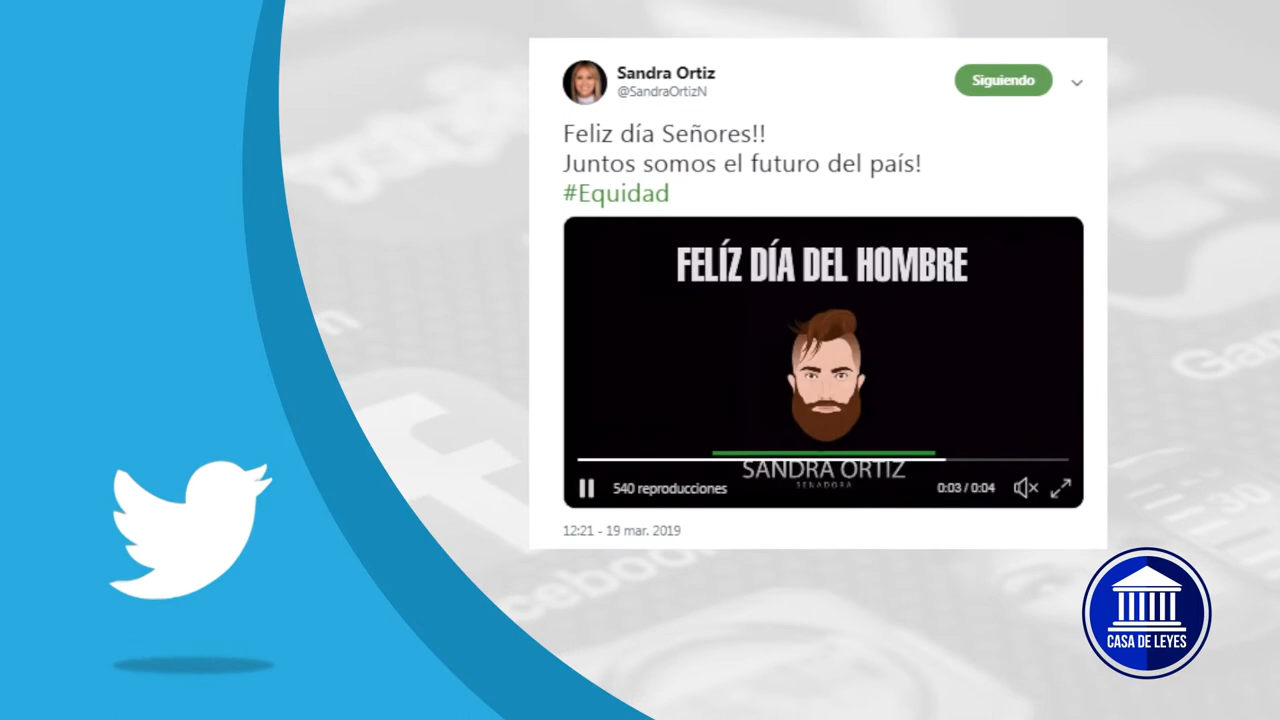 Sandra Ortiz
@SandraOrtizN
Siguiendo
Feliz día Señores!!
Juntos somos el futuro del país!
#Equidad
FELÍZ DÍA DEL HOMBRE
SANDRA ORTIZ
SENADORA
540 reproducciones
0:03 / 0:04
12:21 - 19 mar. 2019
CASA DE LEYES